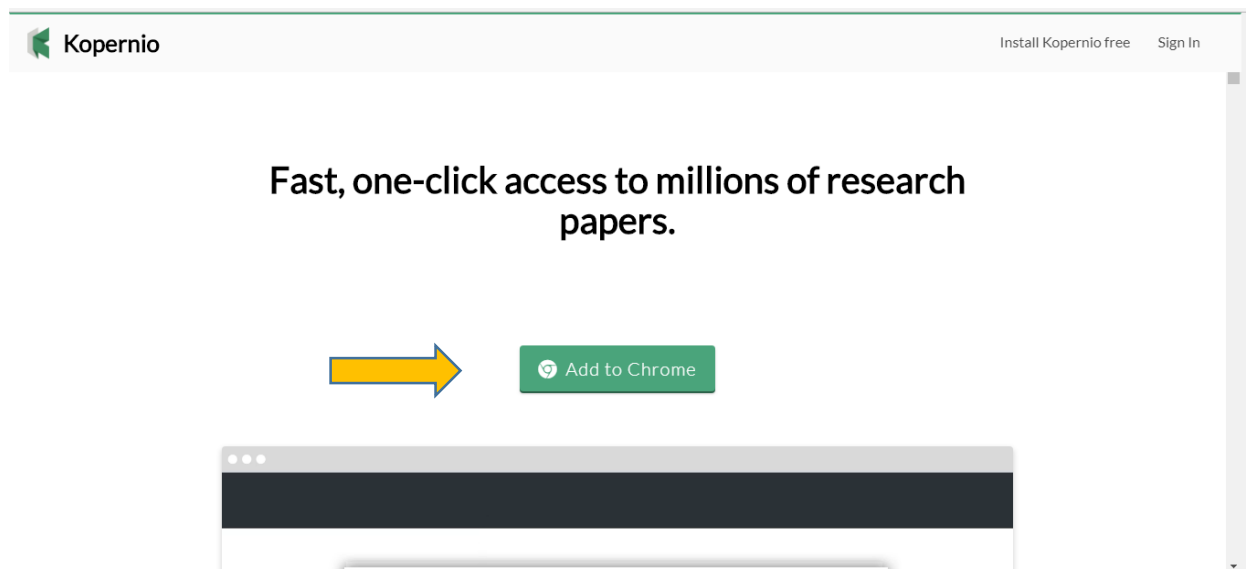 Kopernio
Install Kopernio free
Sign In
Fast, one-click access to millions of research
papers.
Add to Chrome